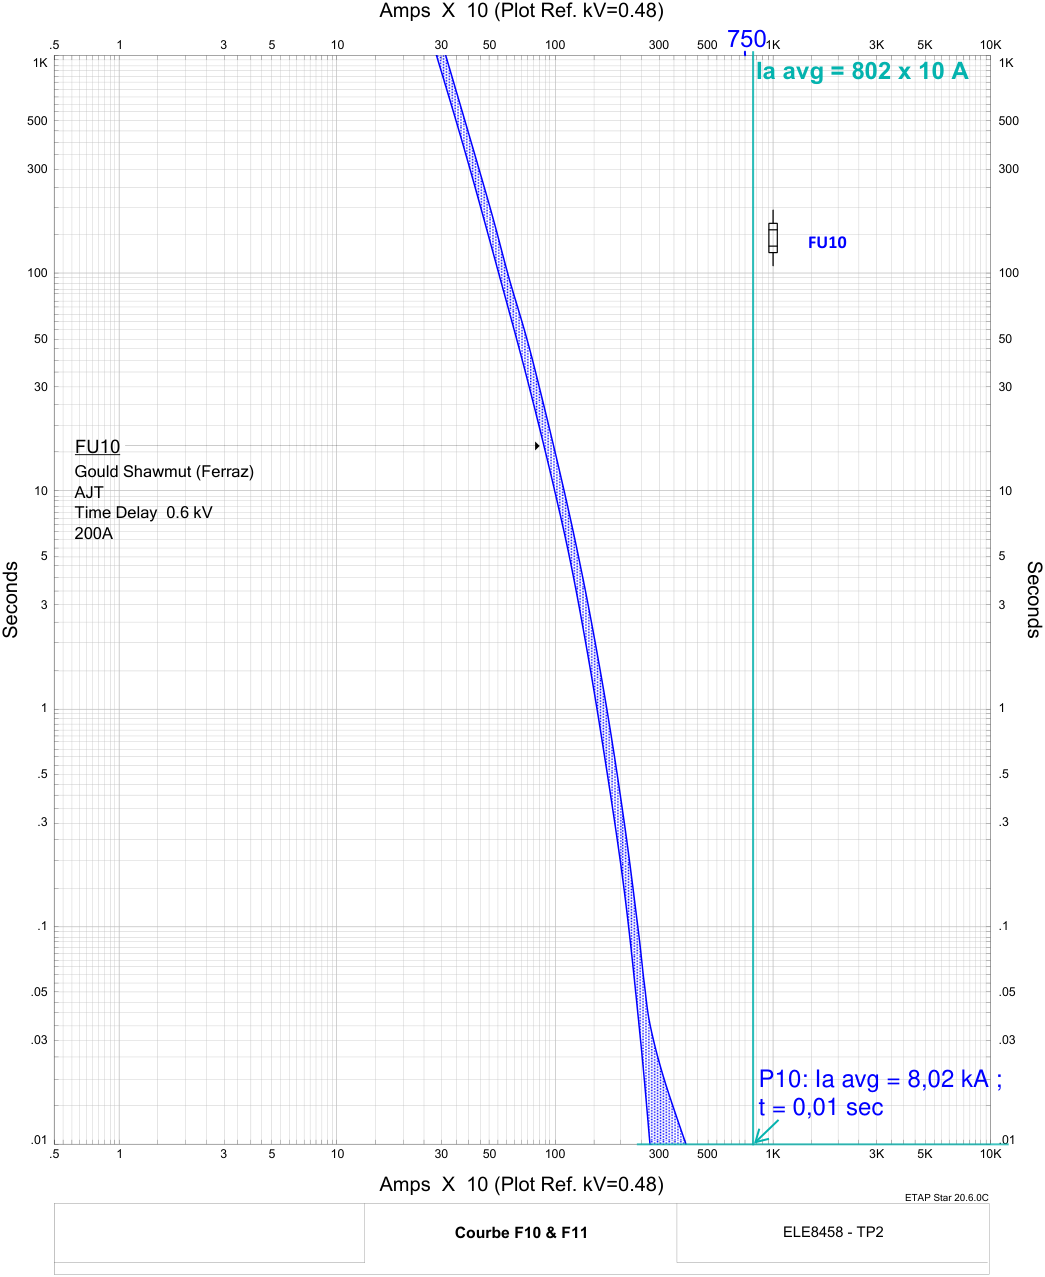 Amps X 10 (Plot Ref. kV=0.48)
.5 1 3 5 10 30 50 100 300 500 750 1K 3K 5K 10K
Ia avg = 802 x 10 A
1K 1K
500 500
300 300
FU10
100 100
50 50
30 30
FU10
Gould Shawmut (Ferraz)
AJT
Time Delay 0.6 kV
200A
10 10
5 5
Seconds Seconds
3 3
1 1
.5 .5
.3 .3
.1 .1
.05 .05
.03 .03
P10: Ia avg = 8,02 kA ;
t = 0,01 sec
.01 .01
.5 1 3 5 10 30 50 100 300 500 1K 3K 5K 10K
Amps X 10 (Plot Ref. kV=0.48)
ETAP Star 20.6.0C
Courbe F10 & F11
ELE8458 - TP2